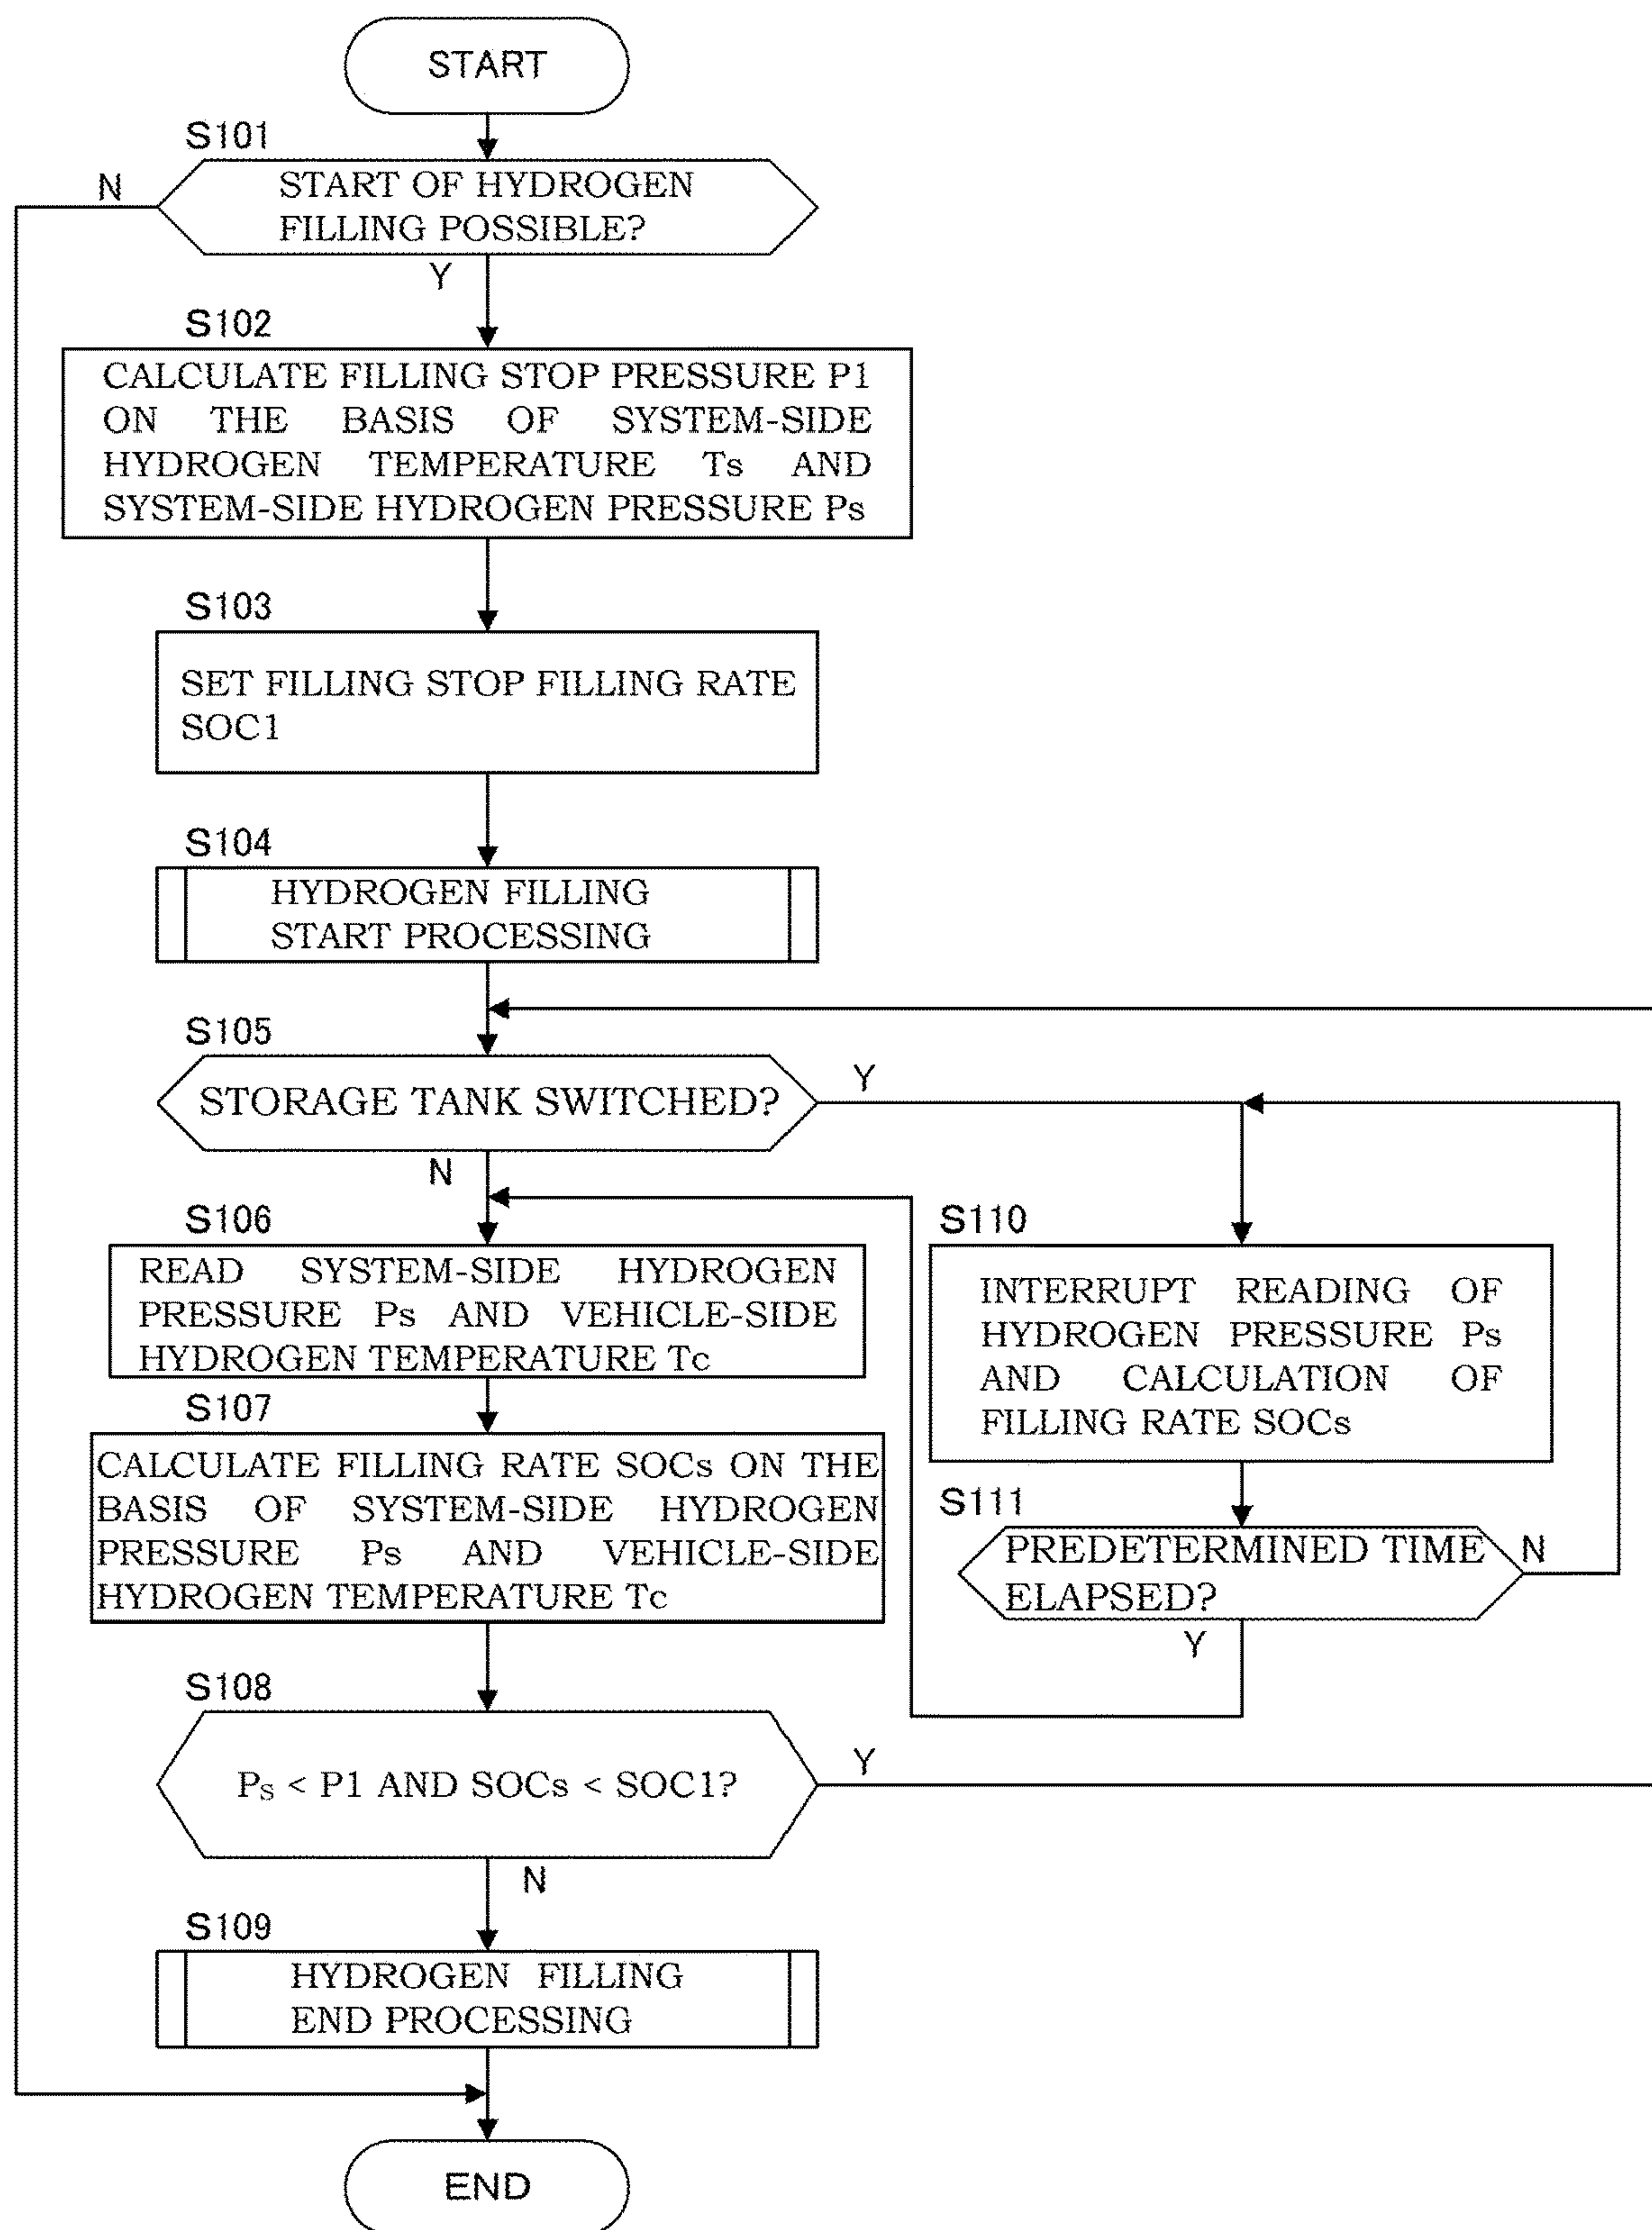 START
S101
N
START OF HYDROGEN
FILLING POSSIBLE?
Y
S102
CALCULATE FILLING STOP PRESSURE P1
ON THE BASIS OF SYSTEM-SIDE
HYDROGEN TEMPERATURE Ts AND
SYSTEM-SIDE HYDROGEN PRESSURE Ps
S103
SET FILLING STOP FILLING RATE
SOC1
S104
HYDROGEN FILLING
START PROCESSING
S105
STORAGE TANK SWITCHED?
Y
N
S106
READ SYSTEM-SIDE HYDROGEN
PRESSURE Ps AND VEHICLE-SIDE
HYDROGEN TEMPERATURE Tc
S107
CALCULATE FILLING RATE SOCs ON THE
BASIS OF SYSTEM-SIDE HYDROGEN
PRESSURE Ps AND VEHICLE-SIDE
HYDROGEN TEMPERATURE Tc
S110
INTERRUPT READING OF
HYDROGEN PRESSURE Ps
AND CALCULATION OF
FILLING RATE SOCs
S111
PREDETERMINED TIME
ELAPSED?
N
Y
S108
Ps < P1 AND SOCs < SOC1?
Y
N
S109
HYDROGEN FILLING
END PROCESSING
END